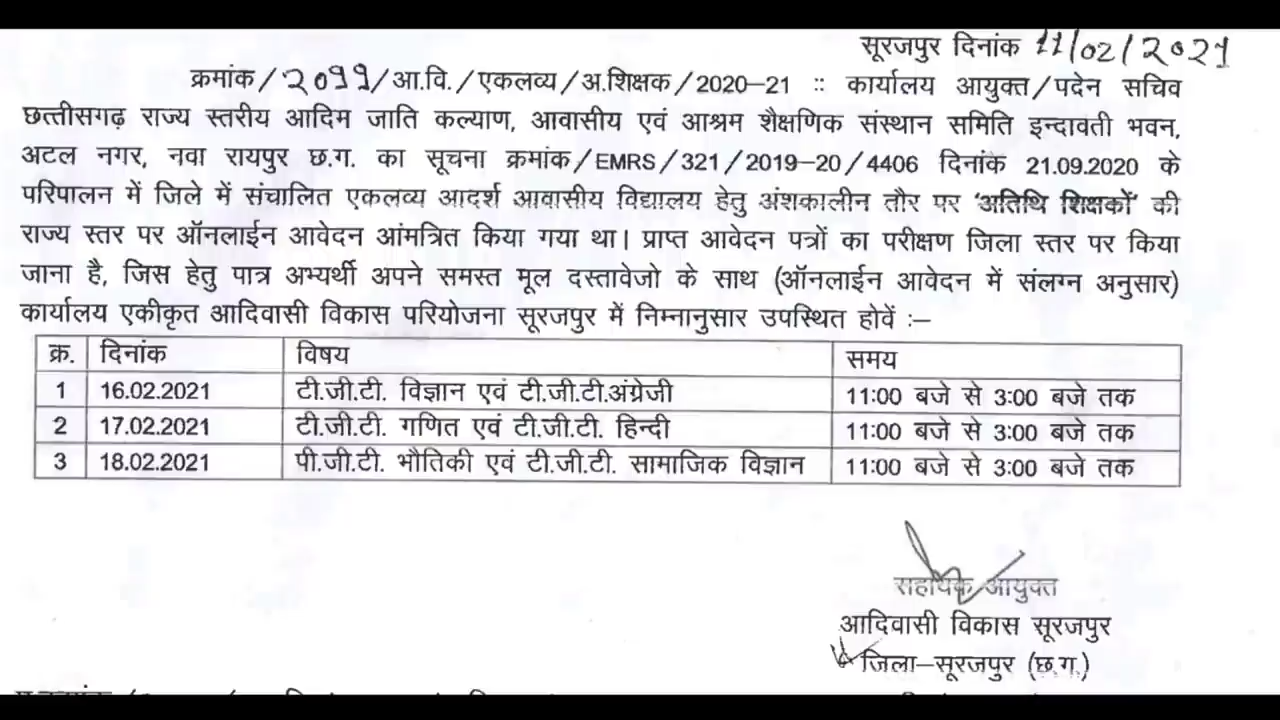 सूरजपुर दिनांक 11/02/2021
क्रमांक/2099/आ.वि./एकलव्य/अ.शिक्षक/2020–21 :: कार्यालय आयुक्त/पदेन सचिव
छत्तीसगढ़ राज्य स्तरीय आदिम जाति कल्याण, आवासीय एवं आश्रम शैक्षणिक संस्थान समिति इन्दावती भवन,
अटल नगर, नवा रायपुर छ.ग. का सूचना क्रमांक/EMRS/321/2019–20/4406 दिनांक 21.09.2020 के
परिपालन में जिले में संचालित एकलव्य आदर्श आवासीय विद्यालय हेतु अंशकालीन तौर पर 'अतिथि शिक्षकों' की
राज्य स्तर पर ऑनलाईन आवेदन आंमत्रित किया गया था। प्राप्त आवेदन पत्रों का परीक्षण जिला स्तर पर किया
जाना है, जिस हेतु पात्र अभ्यर्थी अपने समस्त मूल दस्तावेजो के साथ (ऑनलाईन आवेदन में संलग्न अनुसार)
कार्यालय एकीकृत आदिवासी विकास परियोजना सूरजपुर में निम्नानुसार उपस्थित होवें :–
क्र. दिनांक विषय समय
1 16.02.2021 टी.जी.टी. विज्ञान एवं टी.जी.टी.अंग्रेजी 11:00 बजे से 3:00 बजे तक
2 17.02.2021 टी.जी.टी. गणित एवं टी.जी.टी. हिन्दी 11:00 बजे से 3:00 बजे तक
3 18.02.2021 पी.जी.टी. भौतिकी एवं टी.जी.टी. सामाजिक विज्ञान 11:00 बजे से 3:00 बजे तक
सहायक आयुक्त
आदिवासी विकास सूरजपुर
जिला–सूरजपुर (छ.ग.)